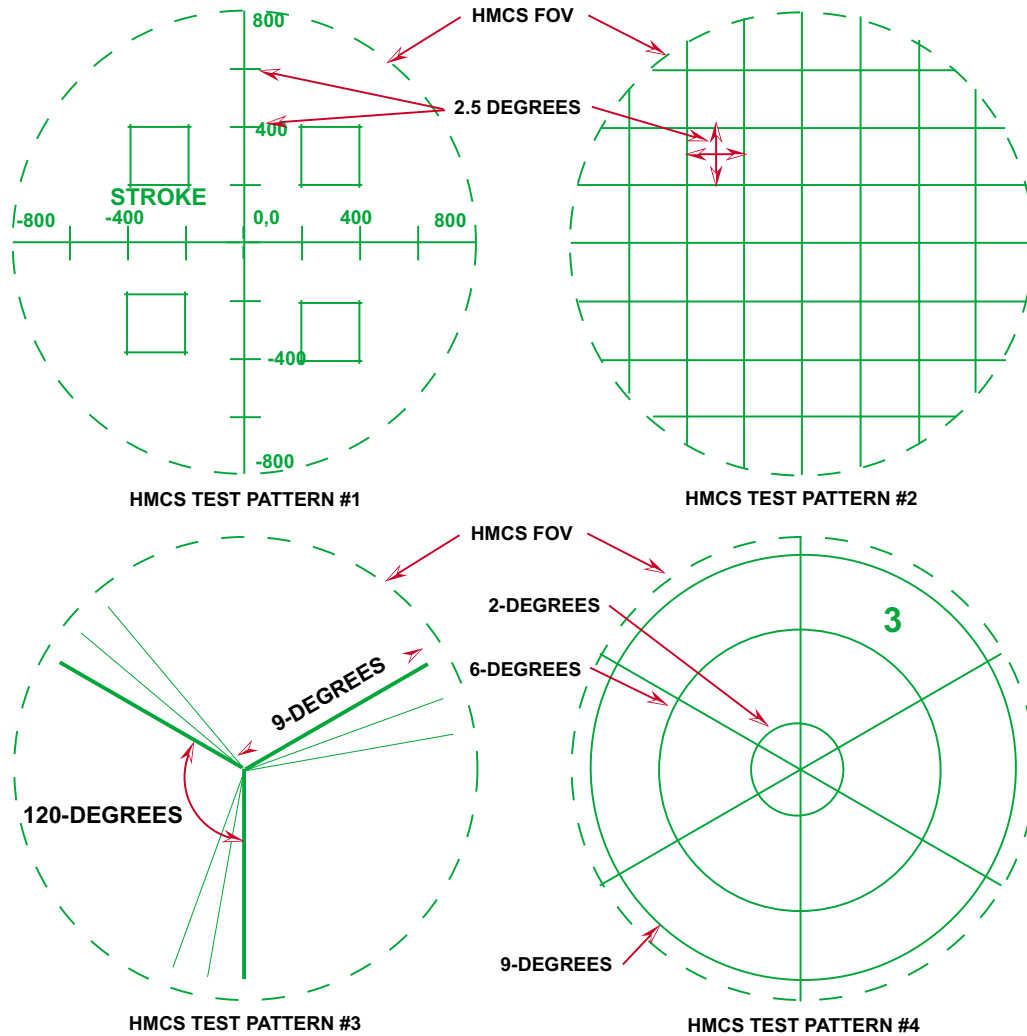 HMCS FOV
800
2.5 DEGREES
400
STROKE
-800
-400
0,0
400
800
-400
-800
HMCS TEST PATTERN #1
HMCS TEST PATTERN #2
HMCS FOV
2-DEGREES
3
6-DEGREES
9-DEGREES
120-DEGREES
9-DEGREES
HMCS TEST PATTERN #3
HMCS TEST PATTERN #4